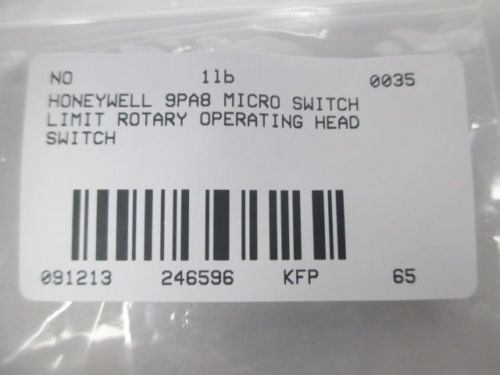 NO 1lb 0035
HONEYWELL 9PA8 MICRO SWITCH
LIMIT ROTARY OPERATING HEAD
SWITCH
091213 246596 KFP 65